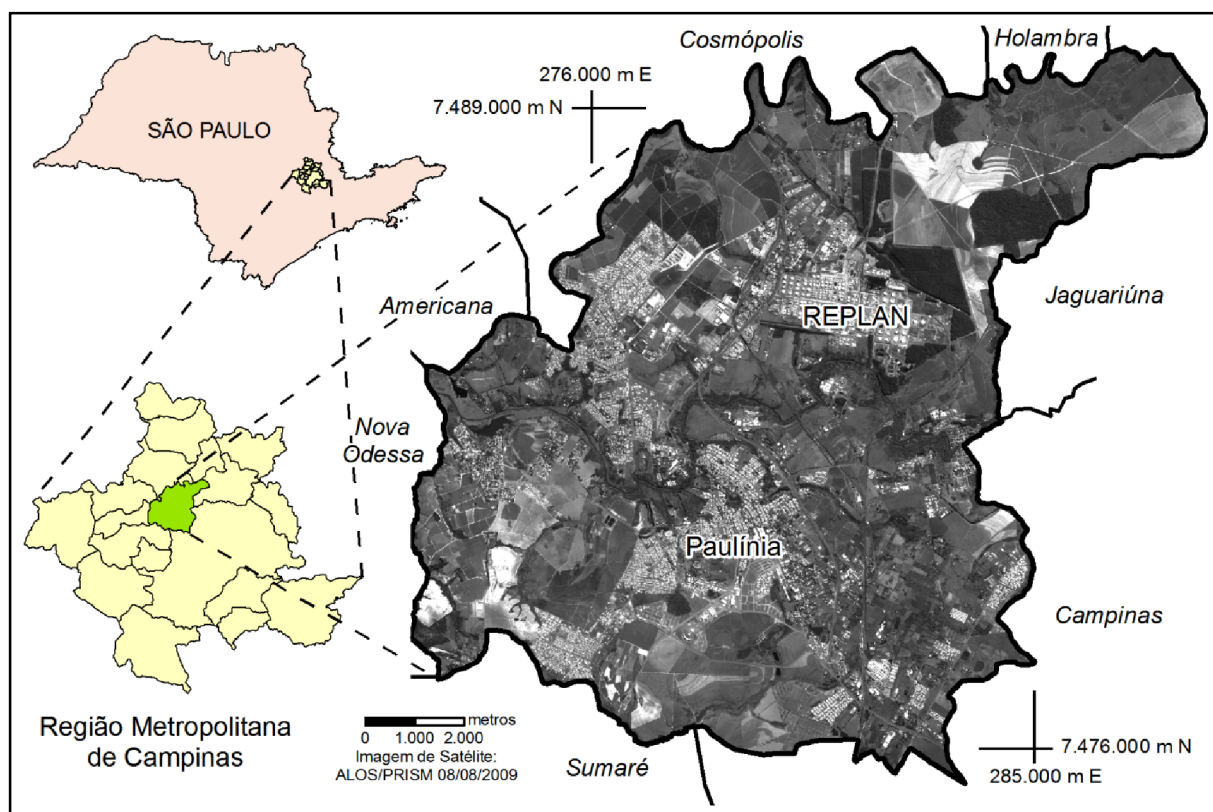 SÃO PAULO
Região Metropolitana
de Campinas
Cosmópolis
Holambra
276.000 m E
7.489.000 m N
Americana
Jaguariúna
REPLAN
Nova
Odessa
Paulínia
Campinas
metros
0 1.000 2.000
Imagem de Satélite:
ALOS/PRISM 08/08/2009
Sumaré
7.476.000 m N
285.000 m E